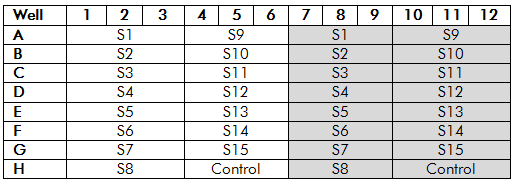 Well 1 2 3 4 5 6 7 8 9 10 11 12
A S1 S9 S1 S9
B S2 S10 S2 S10
C S3 S11 S3 S11
D S4 S12 S4 S12
E S5 S13 S5 S13
F S6 S14 S6 S14
G S7 S15 S7 S15
H S8 Control S8 Control